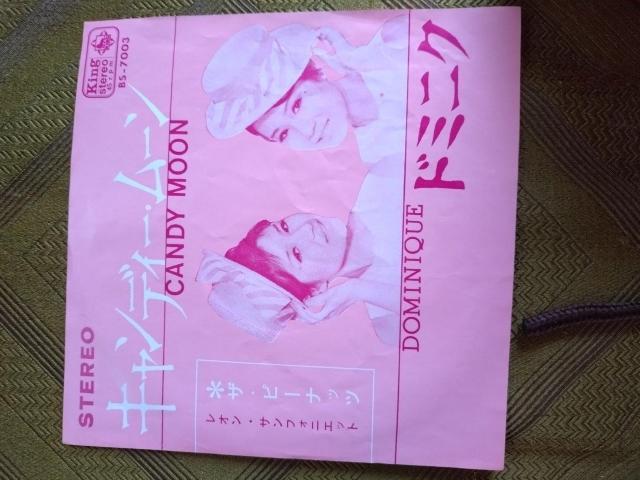 King
stereo
45 r.p.m.
BS-7003
STEREO
キャンディー・ムーン
CANDY MOON
DOMINIQUE
ドミニク
*ザ・ピーナッツ
レオン・サンフォニエット